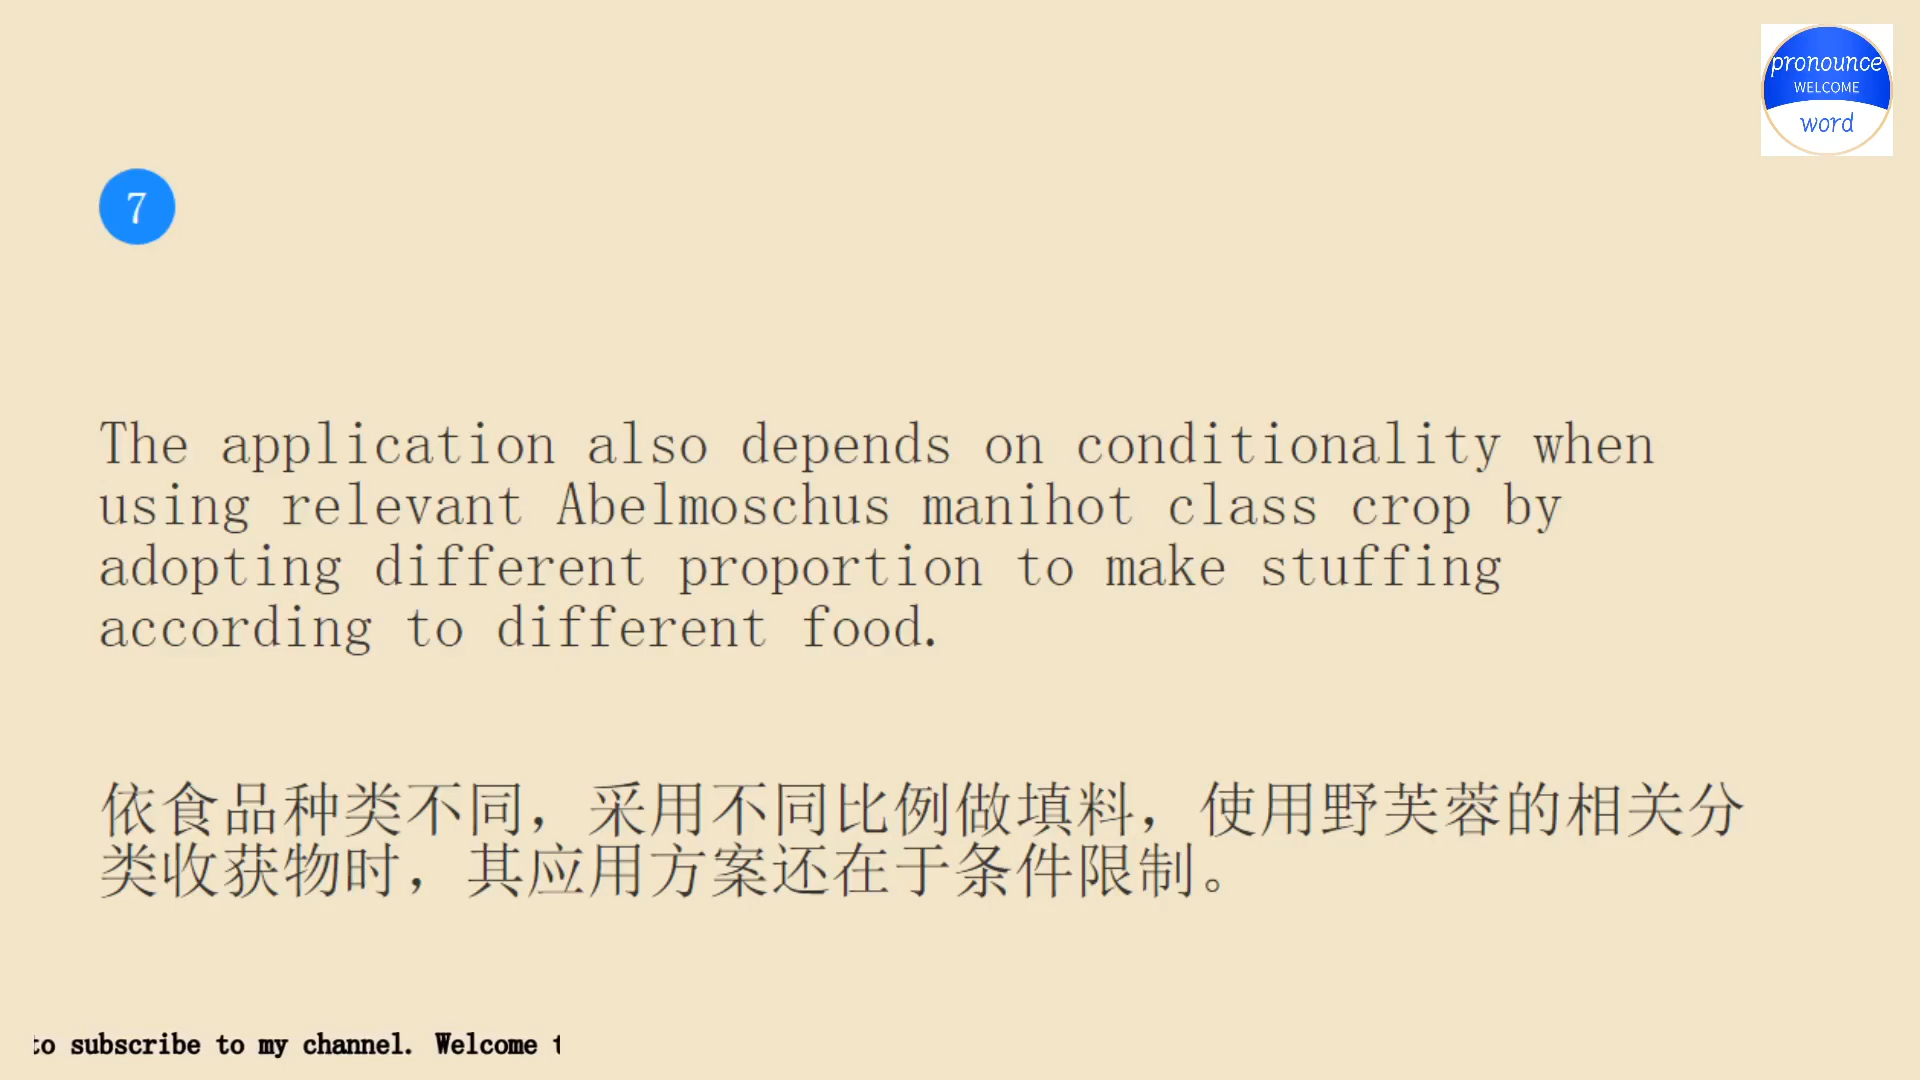 pronounce
WELCOME
word
7
The application also depends on conditionality when
using relevant Abelmoschus manihot class crop by
adopting different proportion to make stuffing
according to different food.
依食品种类不同，采用不同比例做填料，使用野芙蓉的相关分
类收获物时，其应用方案还在于条件限制。
to subscribe to my channel. Welcome t